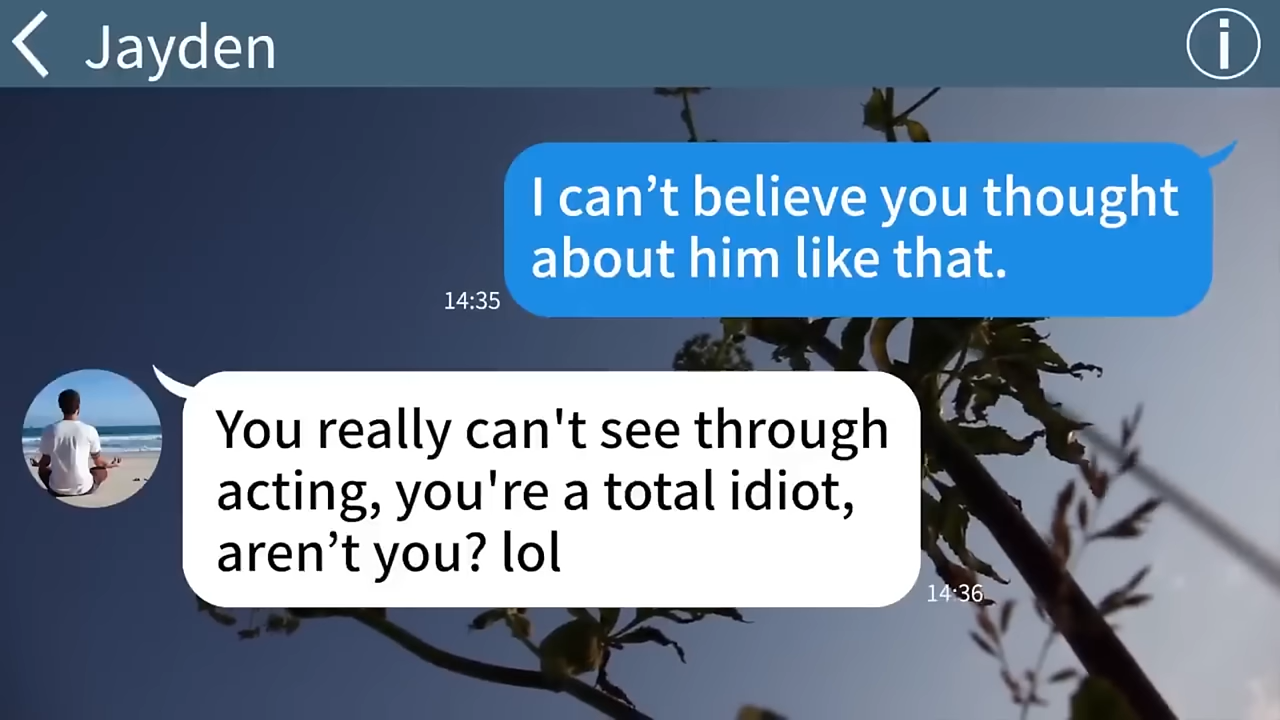 Jayden
I can’t believe you thought
about him like that.
14:35
You really can't see through
acting, you're a total idiot,
aren’t you? lol
14:36